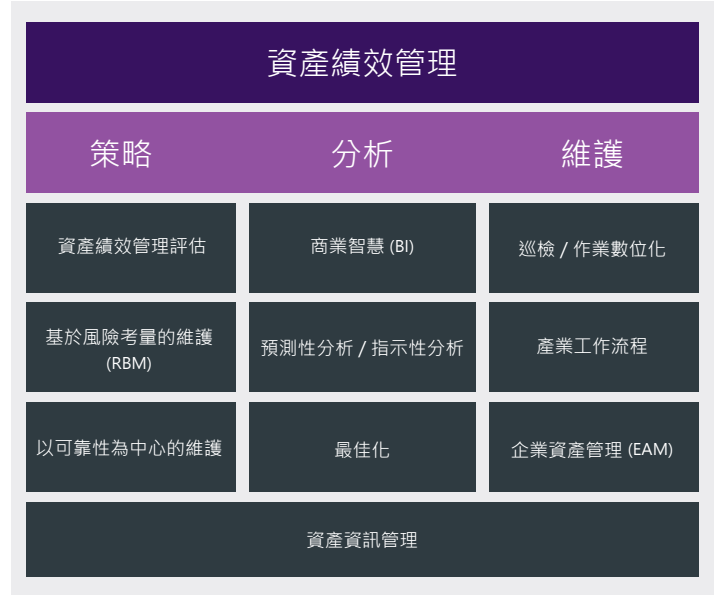 資產績效管理
策略
分析
維護
資產績效管理評估
商業智慧 (BI)
巡檢 / 作業數位化
基於風險考量的維護
(RBM)
預測性分析 / 指示性分析
產業工作流程
以可靠性為中心的維護
最佳化
企業資產管理 (EAM)
資產資訊管理